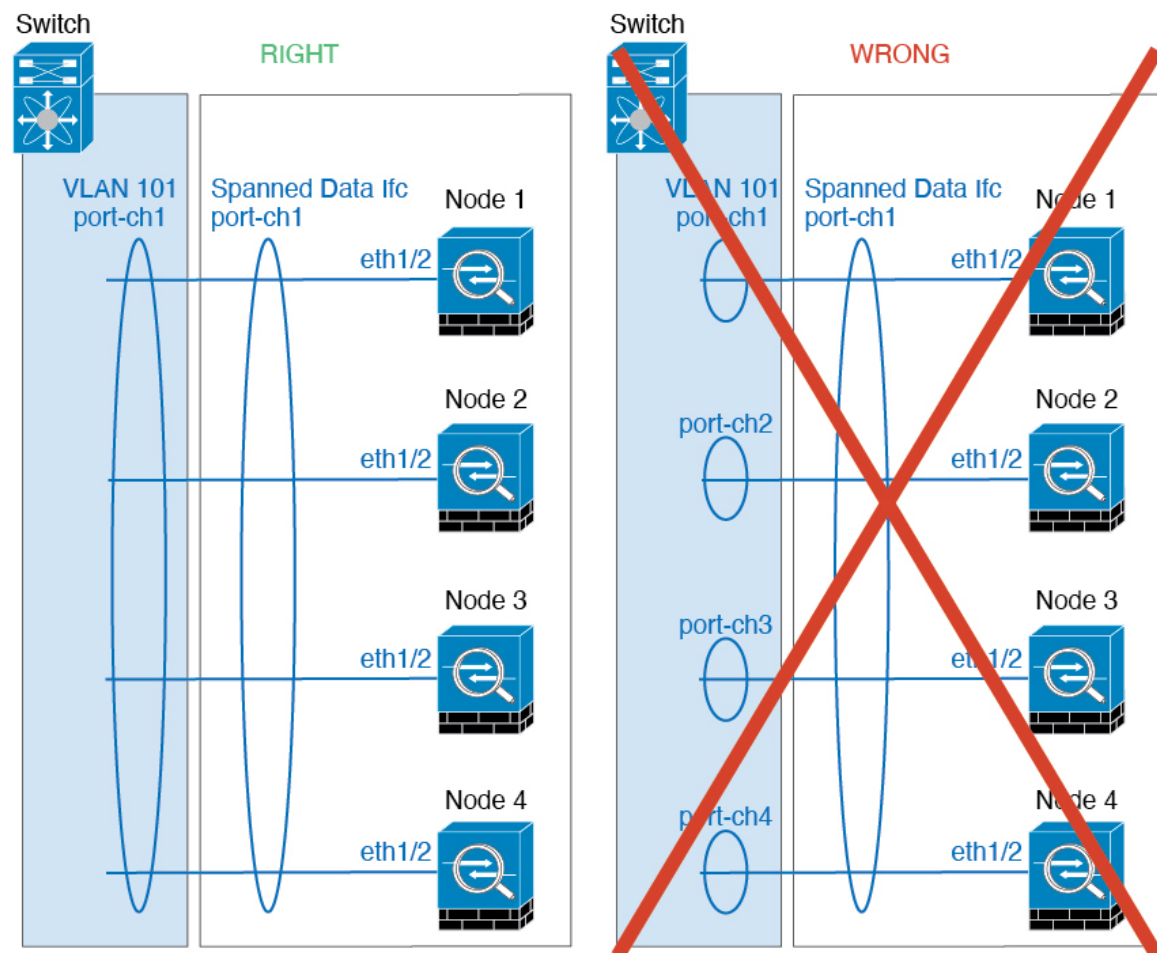 Switch
RIGHT
VLAN 101
port-ch1
Spanned Data Ifc
port-ch1
Node 1
eth1/2
Node 2
eth1/2
Node 3
eth1/2
Node 4
eth1/2
Switch
WRONG
VLAN 101
port-ch1
Spanned Data Ifc
port-ch1
Node 1
eth1/2
port-ch2
Node 2
eth1/2
port-ch3
Node 3
eth1/2
port-ch4
Node 4
eth1/2